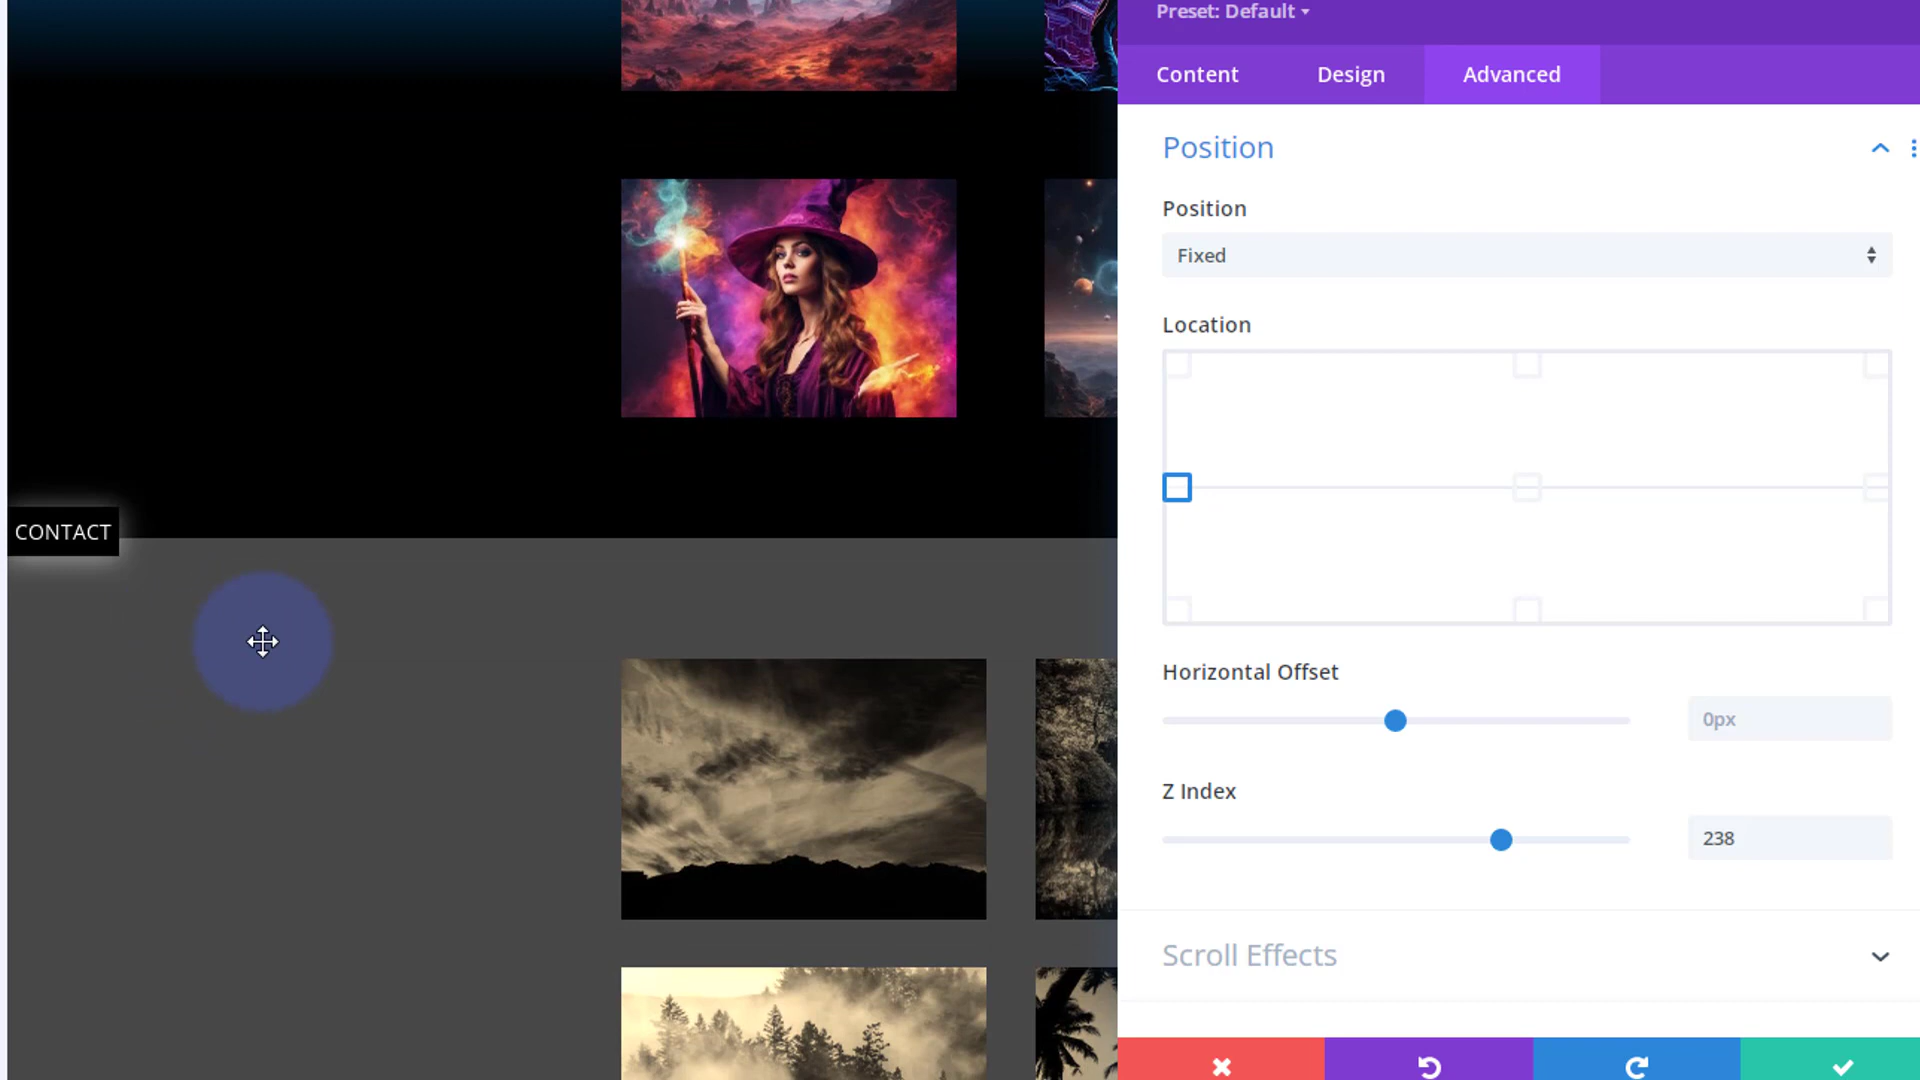 Preset: Default
Content
Design
Advanced
Position
Position
Fixed
Location
CONTACT
Horizontal Offset
0px
Z Index
238
Scroll Effects